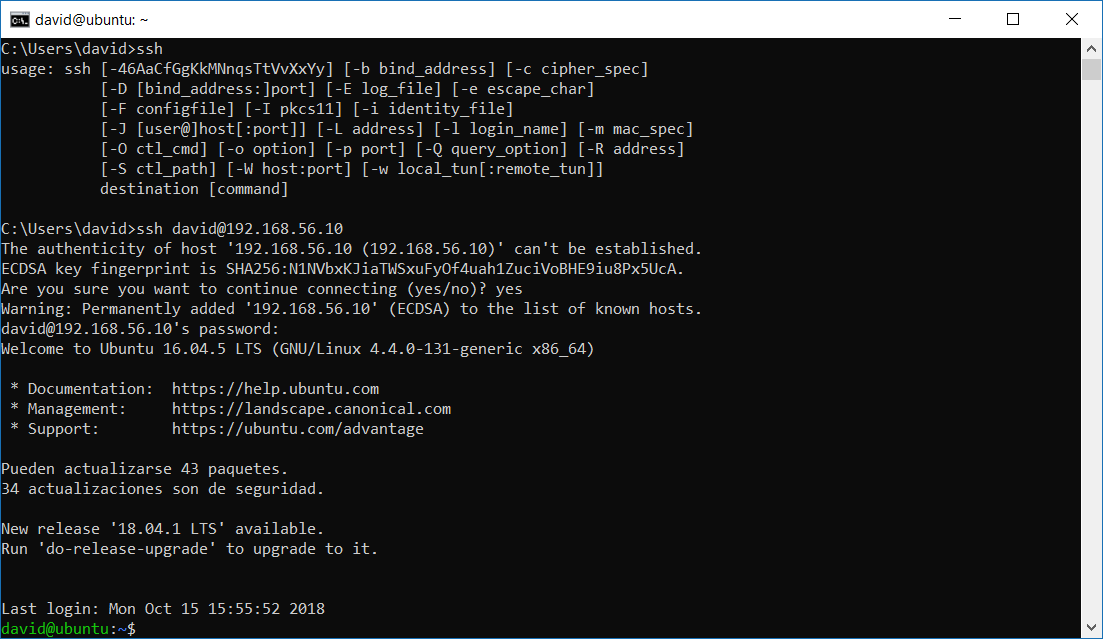 david@ubuntu: ~
C:\Users\david>ssh
usage: ssh [-46AaCfGgKkMNnqsTtVvXxYy] [-b bind_address] [-c cipher_spec]
           [-D [bind_address:]port] [-E log_file] [-e escape_char]
           [-F configfile] [-I pkcs11] [-i identity_file]
           [-J [user@]host[:port]] [-L address] [-l login_name] [-m mac_spec]
           [-O ctl_cmd] [-o option] [-p port] [-Q query_option] [-R address]
           [-S ctl_path] [-W host:port] [-w local_tun[:remote_tun]]
           destination [command]
C:\Users\david>ssh david@192.168.56.10
The authenticity of host '192.168.56.10 (192.168.56.10)' can't be established.
ECDSA key fingerprint is SHA256:N1NVbxKJiaTWSxuFyOf4uah1ZuciVoBHE9iu8Px5UcA.
Are you sure you want to continue connecting (yes/no)? yes
Warning: Permanently added '192.168.56.10' (ECDSA) to the list of known hosts.
david@192.168.56.10's password:
Welcome to Ubuntu 16.04.5 LTS (GNU/Linux 4.4.0-131-generic x86_64)
 * Documentation:  https://help.ubuntu.com
 * Management:     https://landscape.canonical.com
 * Support:        https://ubuntu.com/advantage
Pueden actualizarse 43 paquetes.
34 actualizaciones son de seguridad.
New release '18.04.1 LTS' available.
Run 'do-release-upgrade' to upgrade to it.
Last login: Mon Oct 15 15:55:52 2018
david@ubuntu:~$